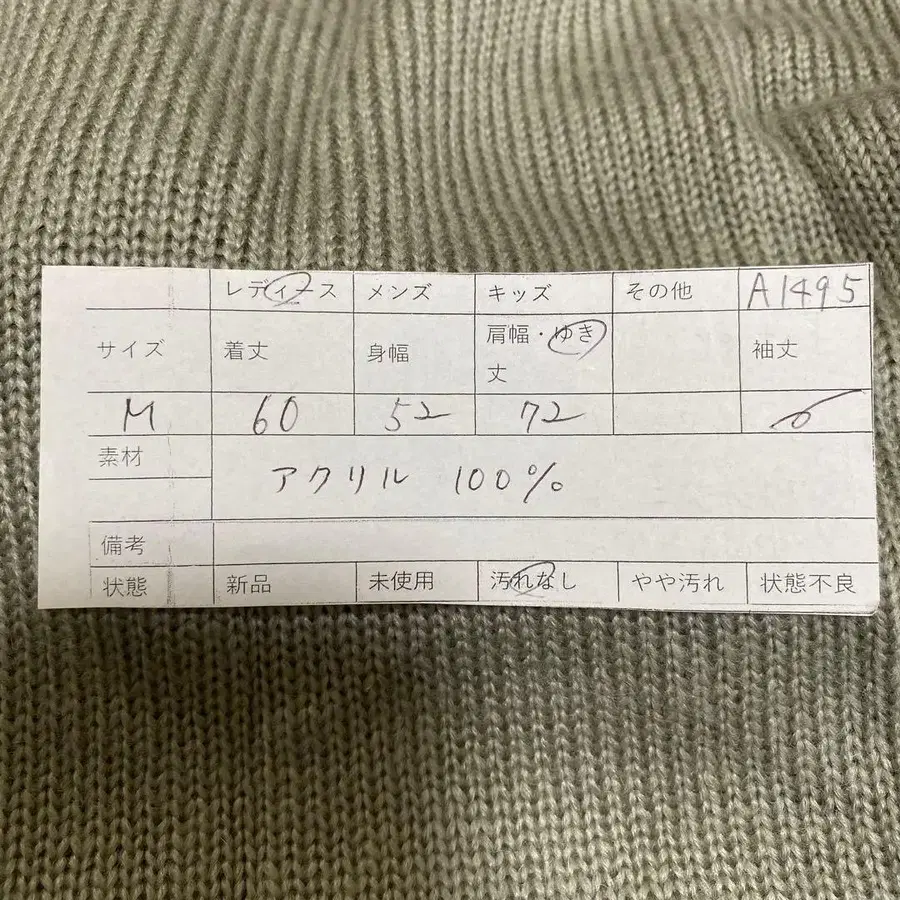 レディース メンズ キッズ その他 A1495
サイズ 着丈 身幅 肩幅・ゆき丈 袖丈
M 60 52 72
素材 アクリル 100%
備考
状態 新品 未使用 汚れなし やや汚れ 状態不良